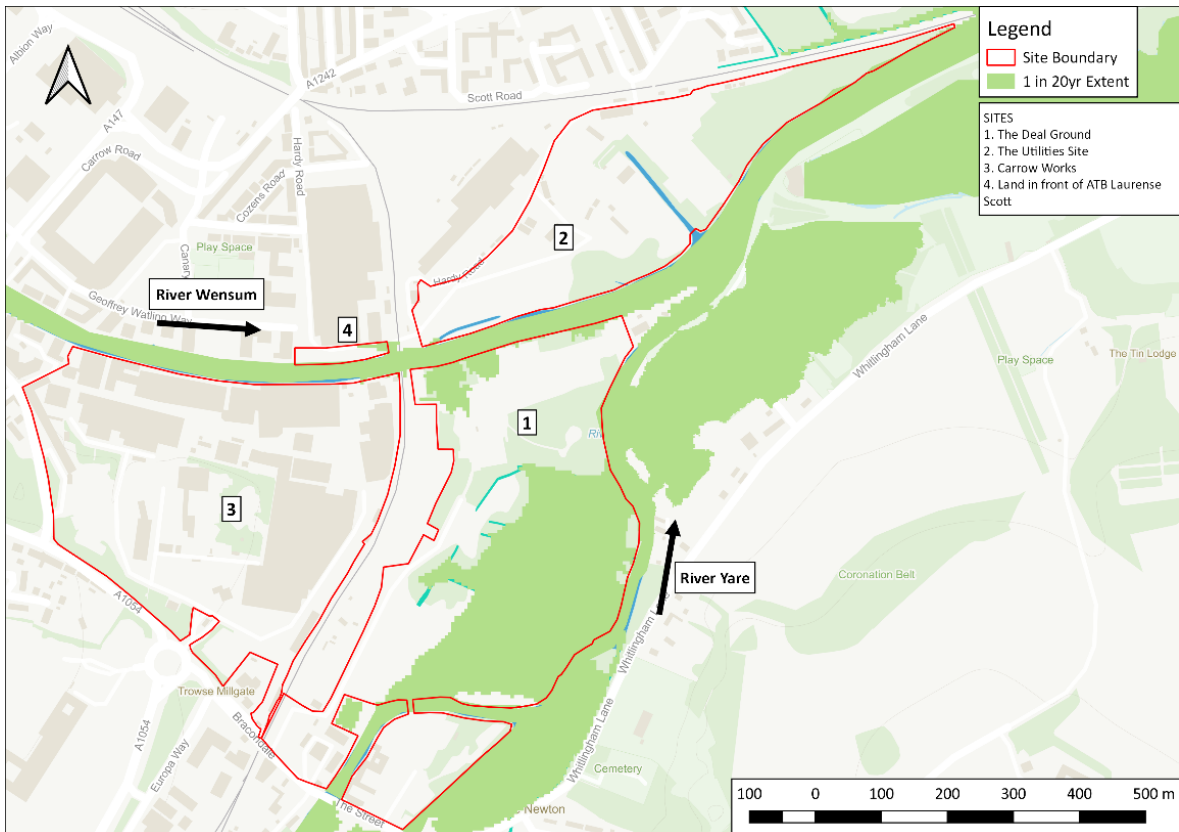 Legend
Site Boundary
1 in 20yr Extent
SITES
1. The Deal Ground
2. The Utilities Site
3. Carrow Works
4. Land in front of ATB Laurense
Scott
Albion Way
A1242
Scott Road
A147
Carrow Road
Hardy Road
Cozens Road
Play Space
Canary
2
Hardy Road
River Wensum
Geoffrey Watling Way
4
Whitlingham Lane
Play Space
The Tin Lodge
1
Riv
3
River Yare
Coronation Belt
A1054
Whitlingham Lane
Trowse Millgate
Bracondale
A1054
Europa Way
Whitlingham Lane
Cemetery
The Street
Newton
100 0 100 200 300 400 500 m